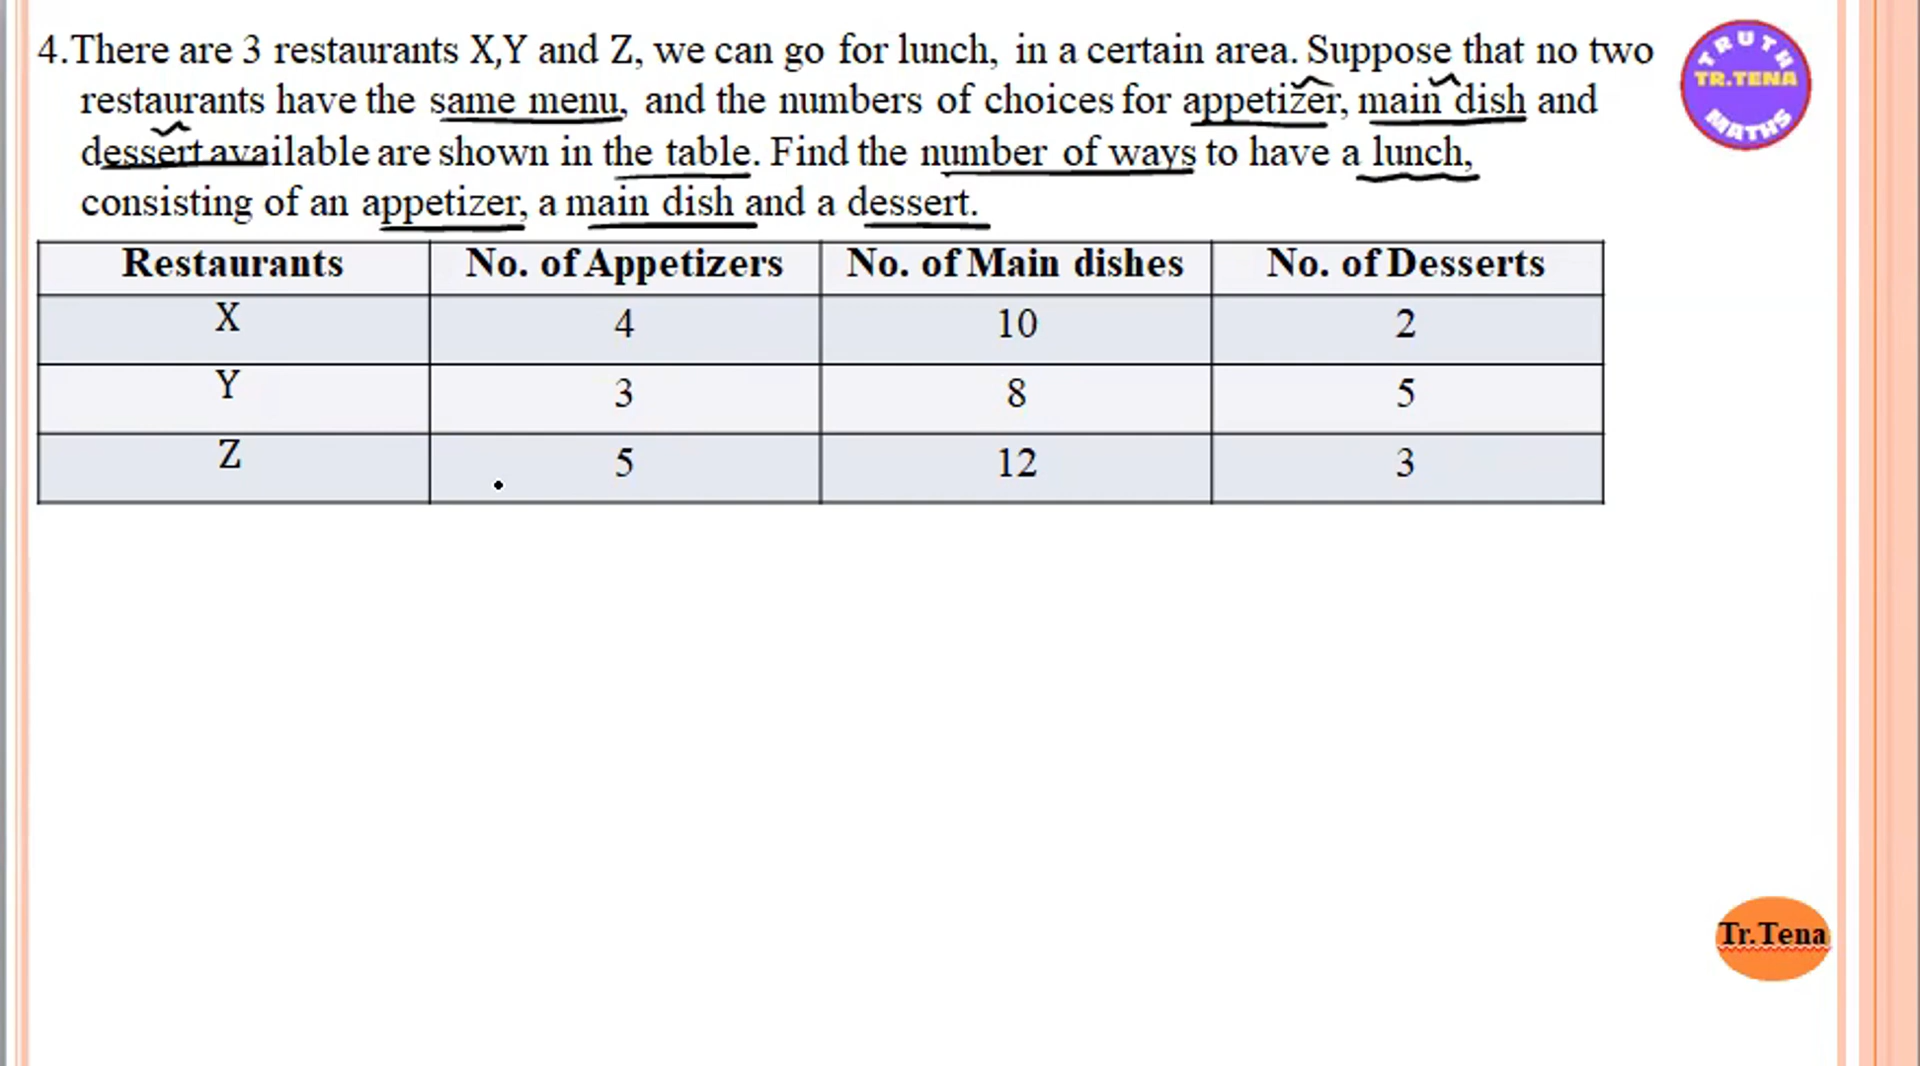 4.There are 3 restaurants X,Y and Z, we can go for lunch, in a certain area. Suppose that no two
restaurants have the same menu, and the numbers of choices for appetizer, main dish and
dessert available are shown in the table. Find the number of ways to have a lunch,
consisting of an appetizer, a main dish and a dessert.
Restaurants No. of Appetizers No. of Main dishes No. of Desserts
X 4 10 2
Y 3 8 5
Z 5 12 3
TRUTH
TR.TENA
MATHS
Tr.Tena